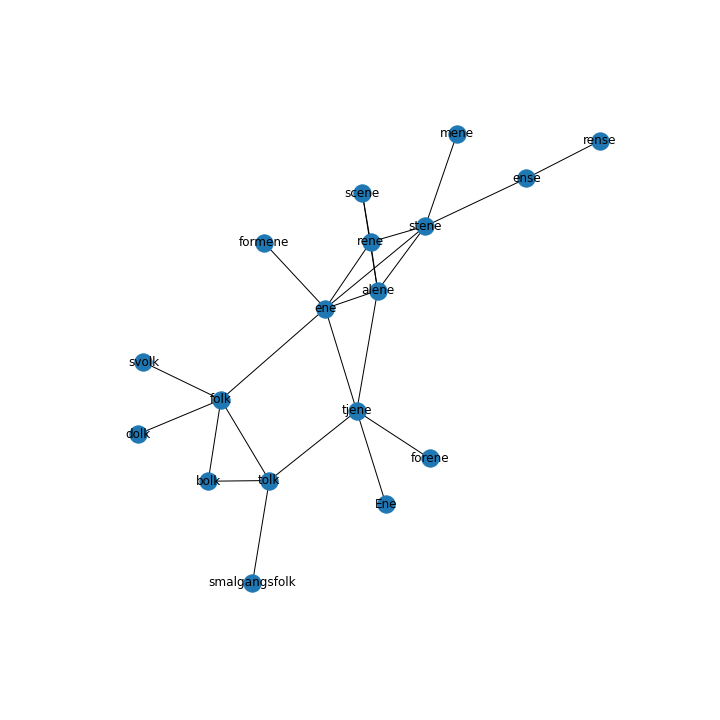 mene
rense
ense
scene
stene
formene
rene
alene
ene
svolk
folk
tjene
dolk
forene
bolk
tolk
Ene
smalgangsfolk